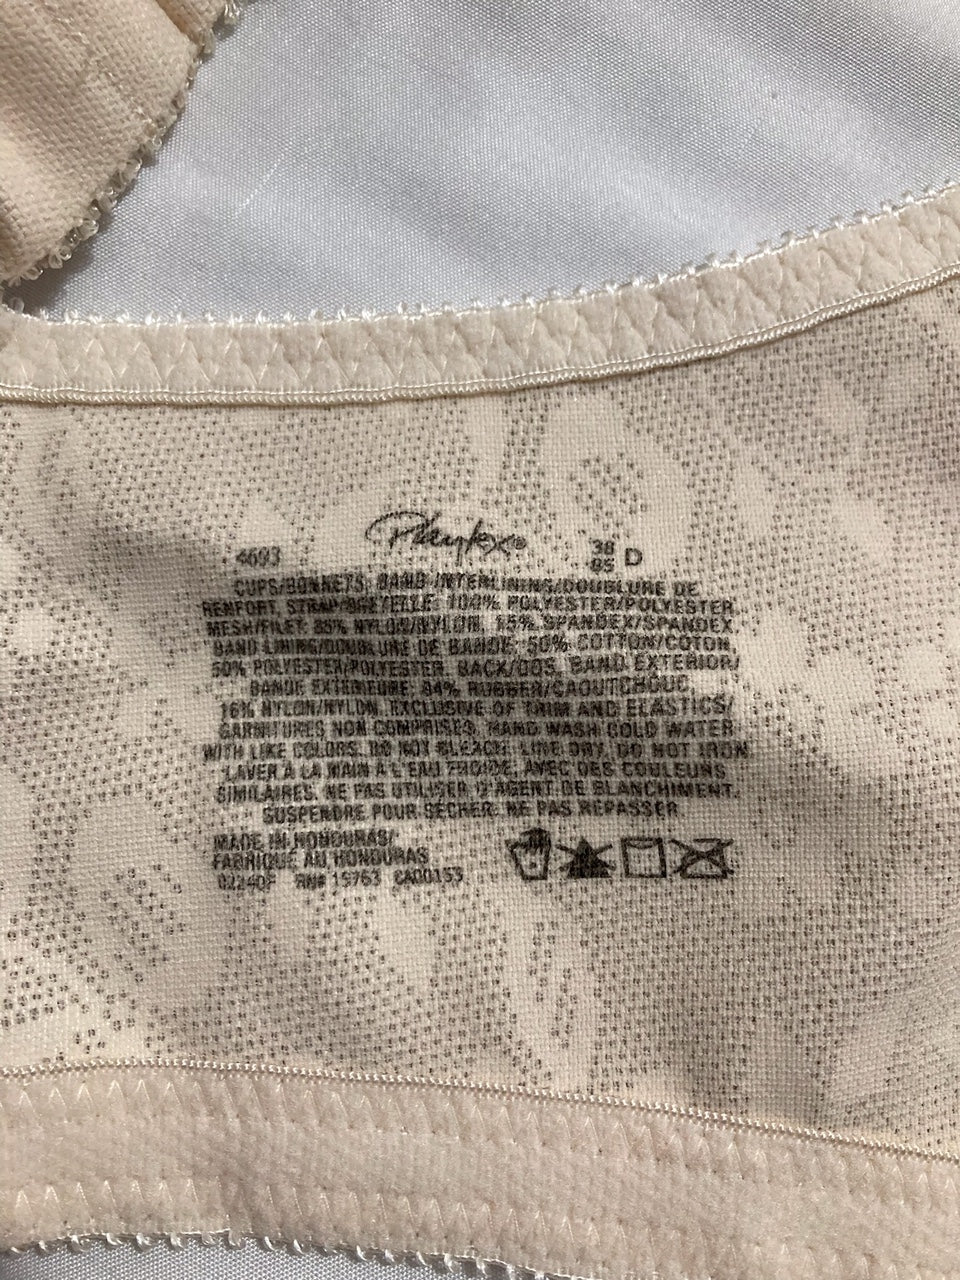 Playtex®
4693 38 D
95
CUPS/BONNETS, BAND INTERLINING/DOUBLURE DE
RENFORT, STRAP/BRETELLE: 100% POLYESTER/POLYESTER,
MESH/FILET: 85% NYLON/NYLON, 15% SPANDEX/SPANDEX,
BAND LINING/DOUBLURE DE BANDE: 50% COTTON/COTON,
50% POLYESTER/POLYESTER. BACK/DOS, BAND EXTERIOR/
BANDE EXTERIEURE: 84% RUBBER/CAOUTCHOUC
16% NYLON/NYLON. EXCLUSIVE OF TRIM AND ELASTICS/
GARNITURES NON COMPRISES. HAND WASH COLD WATER
WITH LIKE COLORS. DO NOT BLEACH. LINE DRY. DO NOT IRON
LAVER A LA MAIN A L'EAU FROIDE, AVEC DES COULEURS
SIMILAIRES. NE PAS UTILISER D'AGENT DE BLANCHIMENT.
SUSPENDRE POUR SECHER. NE PAS REPASSER
MADE IN HONDURAS/
FABRIQUE AU HONDURAS
02240F RN# 15763 CA00153